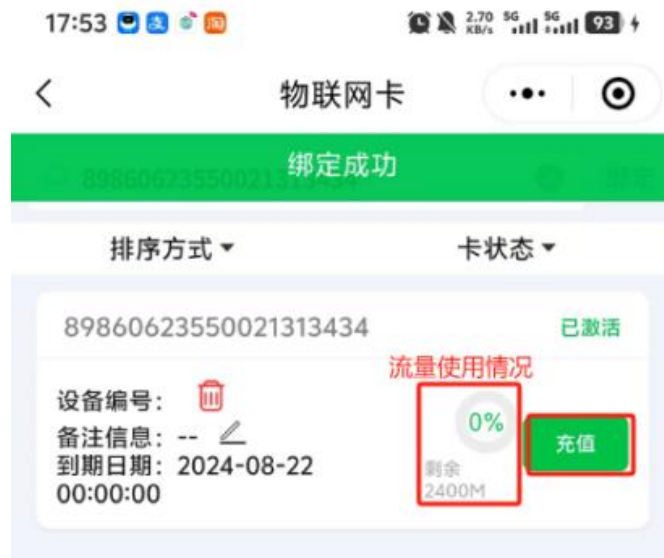 17:53
2.70 KB/s 5G 5G 93
物联网卡
绑定成功
89860623550021313434
排序方式
卡状态
89860623550021313434
已激活
流量使用情况
设备编号：
备注信息：--
到期日期：2024-08-22
00:00:00
0%
剩余
2400M
充值